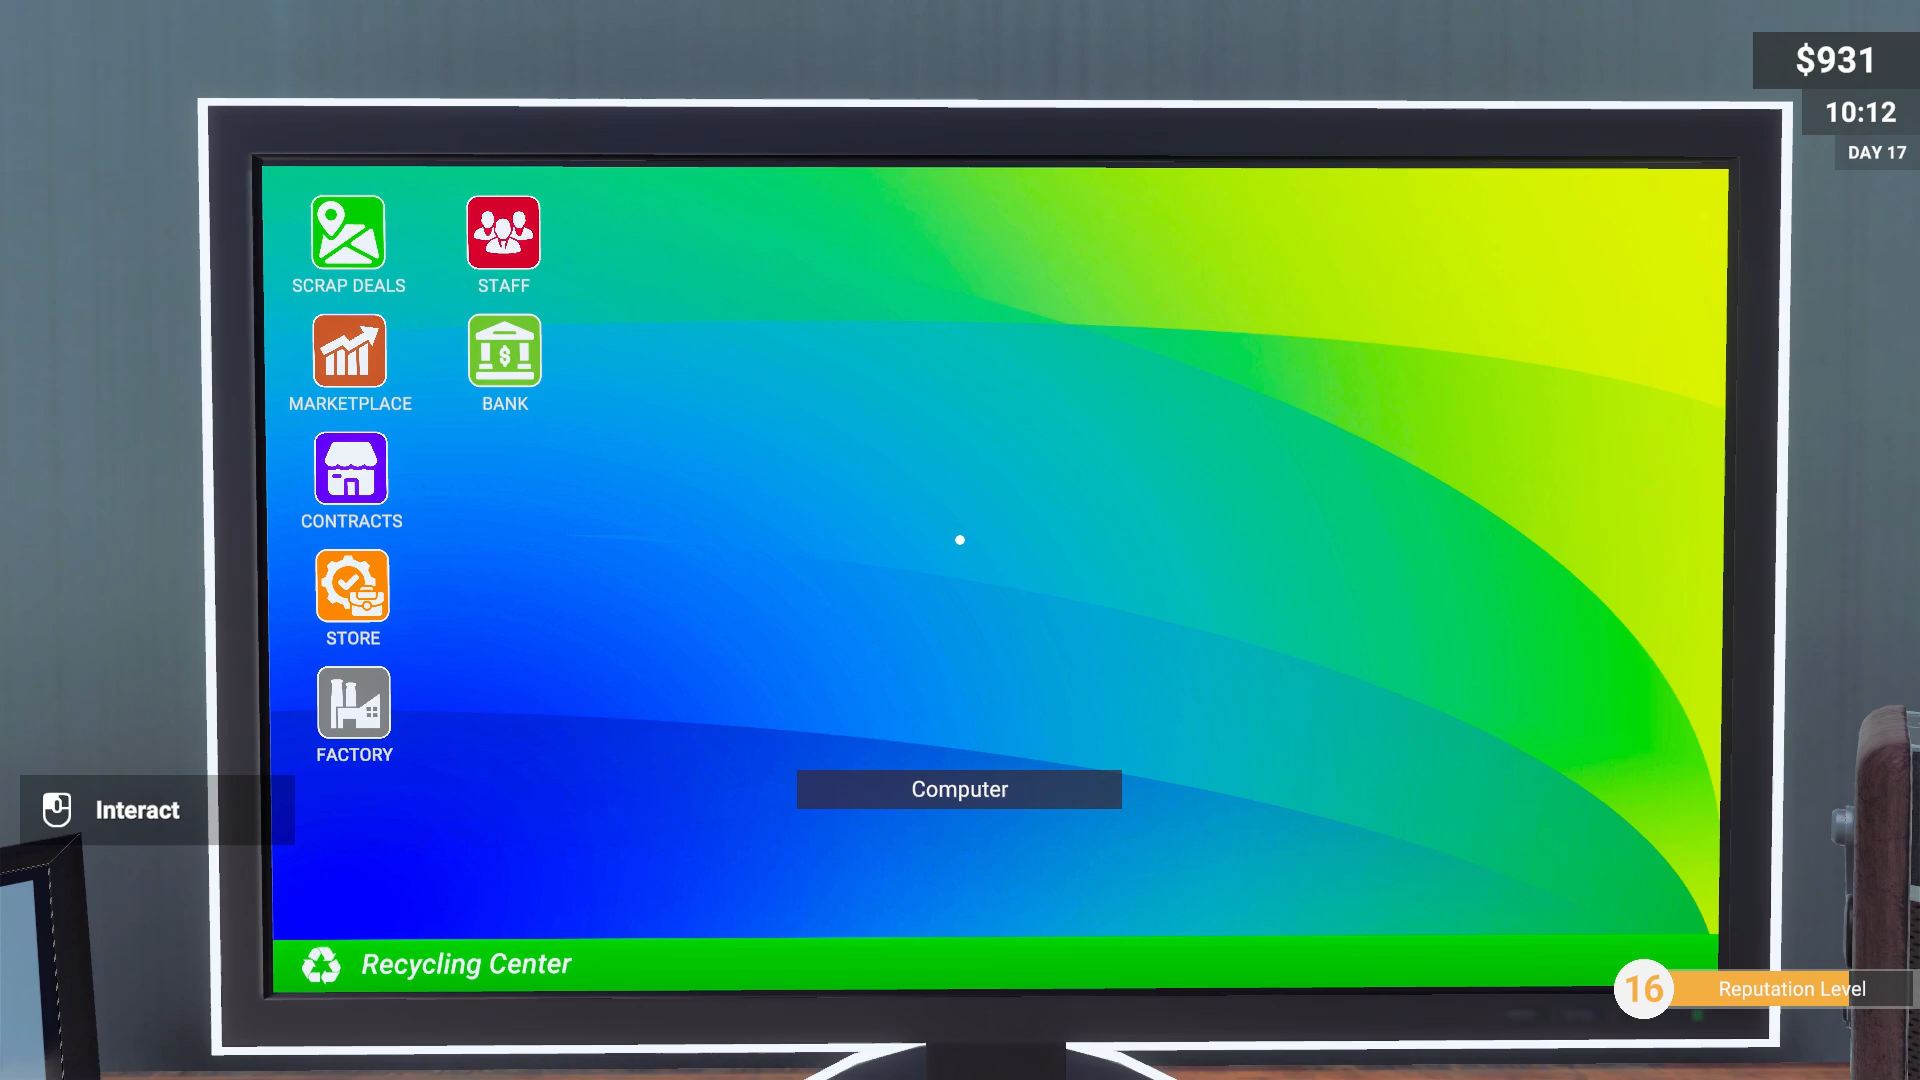 $931
10:12
DAY 17
SCRAP DEALS
STAFF
MARKETPLACE
BANK
CONTRACTS
STORE
FACTORY
Computer
Interact
Recycling Center
16 Reputation Level